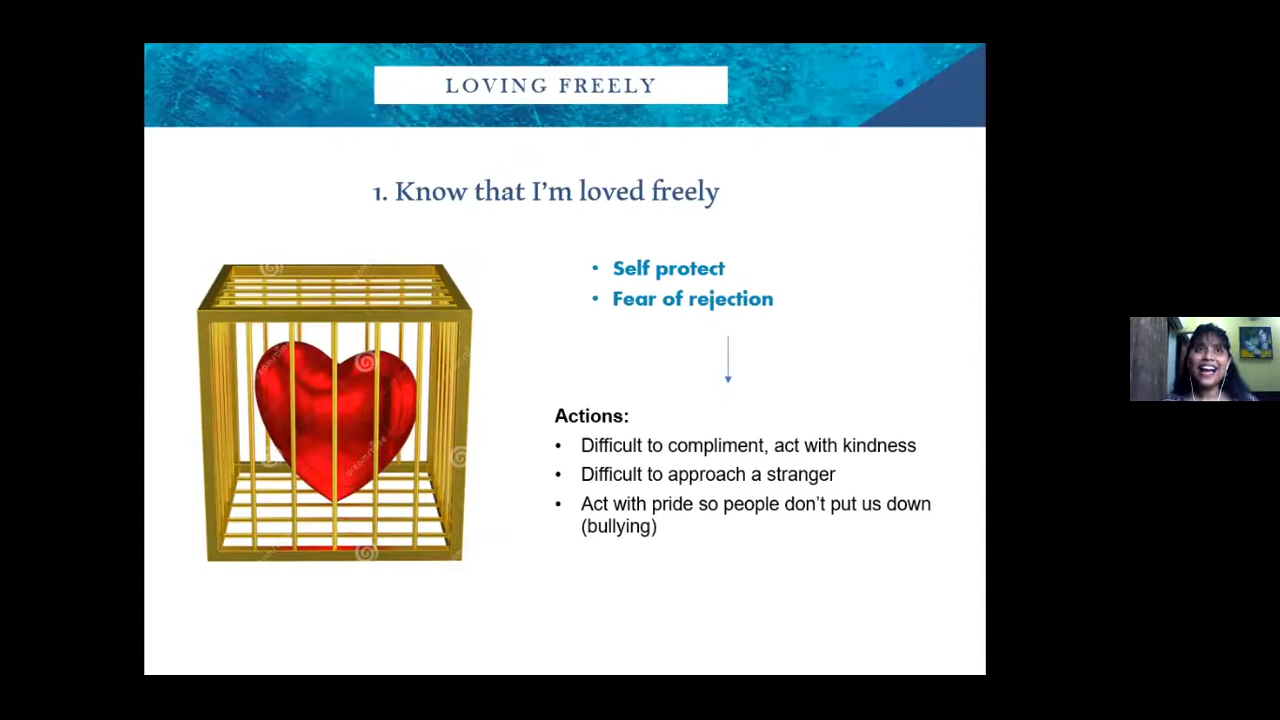 LOVING FREELY
1. Know that I'm loved freely
• Self protect
• Fear of rejection
Actions:
• Difficult to compliment, act with kindness
• Difficult to approach a stranger
• Act with pride so people don't put us down
(bullying)